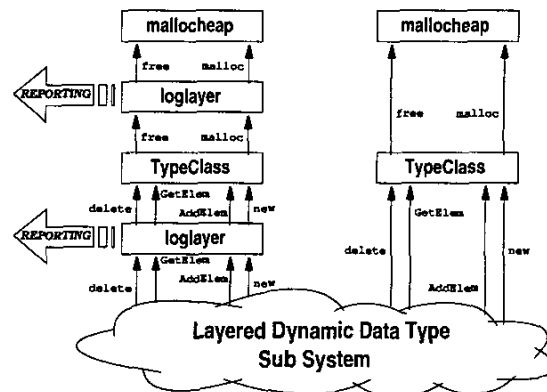 mallocheap mallocheap
free malloc
REPORTING loglayer
free malloc
free malloc
TypeClass TypeClass
GetElem
delete AddElem new
GetElem
REPORTING loglayer
delete new
GetElem
AddElem
delete new
AddElem
Layered Dynamic Data Type
Sub System